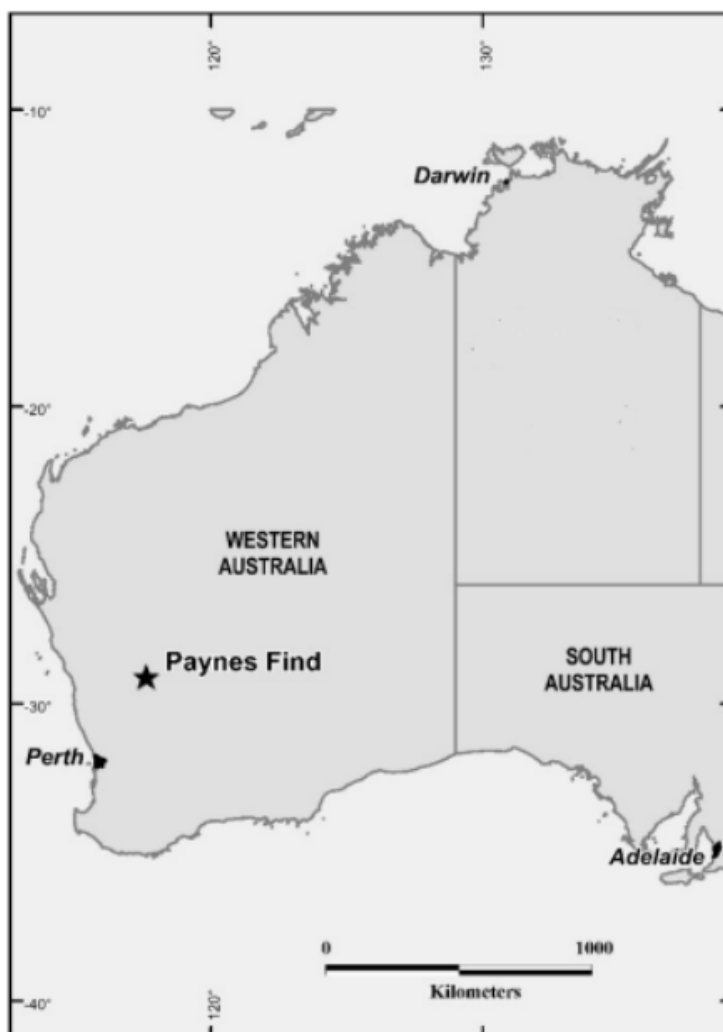 120°
130°
-10°
Darwin
-20°
WESTERN
AUSTRALIA
Paynes Find
SOUTH
AUSTRALIA
-30°
Perth
Adelaide
0
1000
Kilometers
-40°
120°
130°